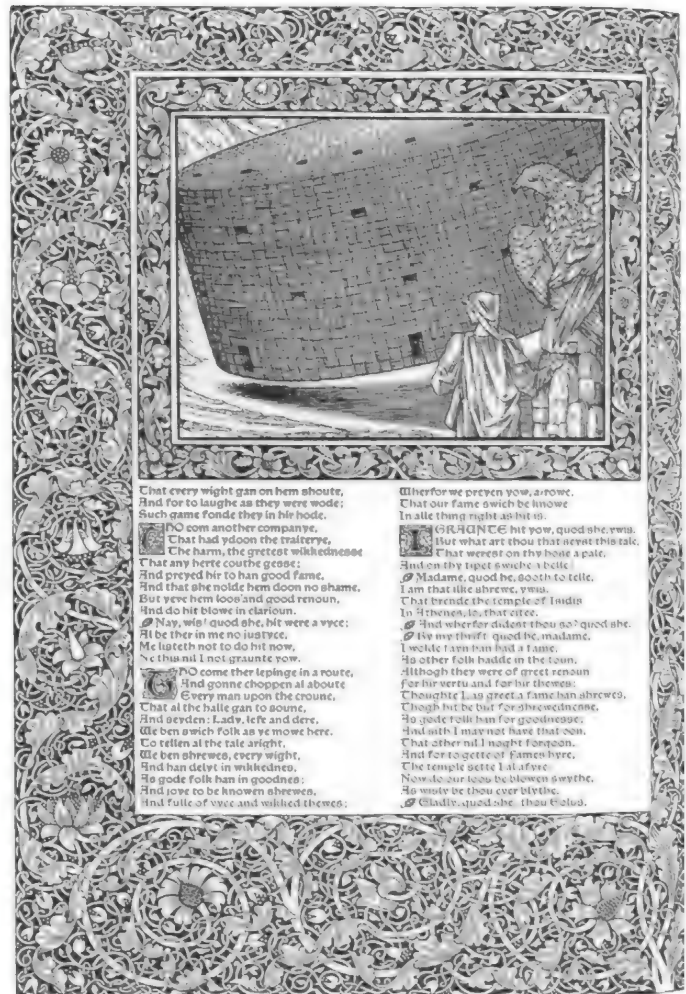 That every wight gan on hem shoute,
And for to laughe as they were wode;
Such game fonde they in hir hode.
THO com another companye,
That had ydoon the traiterye,
The harm, the gretest wikkednesse
That any herte couthe gesse;
And preyed hir to han good fame,
And that she nolde hem doon no shame,
But yeve hem loos and good renoun,
And do hit blowe in clarioun.
Nay, wis! quod she, hit were a vyce;
Al be ther in me no justyce,
Me listeth not to do hit now,
Ne this nil I not graunte yow.
THO come ther lepinge in a route,
And gonne choppen al aboute
Every man upon the croune,
That al the halle gan to soune,
And seyden: Lady, lefe and dere,
We ben swich folk as ye mowe here.
To tellen al the tale aright,
We ben shrewes, every wight,
And han delyt in wikkednes,
As gode folk han in goodnes;
And joye to be knowen shrewes,
And fulle of vyce and wikked thewes;
Wherfor we preyen yow, a-rowe,
That our fame swich be knowe
In alle thing right as hit is.
I GRAUNTE hit yow, quod she, ywis.
But what art thou that seyst this tale,
That werest on thy hose a pale,
And on thy tipet swiche a belle?
Madame, quod he, sooth to telle,
I am that ilke shrewe, ywis,
That brende the temple of Isidis
In Athenes, lo, that citee.
And wherfor didest thou so? quod she.
By my thrift, quod he, madame,
I wolde fayn han had a fame,
As other folk hadde in the toun,
Although they were of greet renoun
For hir vertu and for hir thewes;
Thoughte I, as greet a fame han shrewes,
Thogh hit be but for shrewednesse,
As gode folk han for goodnesse;
And sith I may not have that oon,
That other nil I noght forgoon.
And for to gette of Fames hyre,
The temple sette I al afyre.
Now do our loos be blowen swythe,
As wisly be thou ever blythe.
Gladly, quod she; thou Eolus,